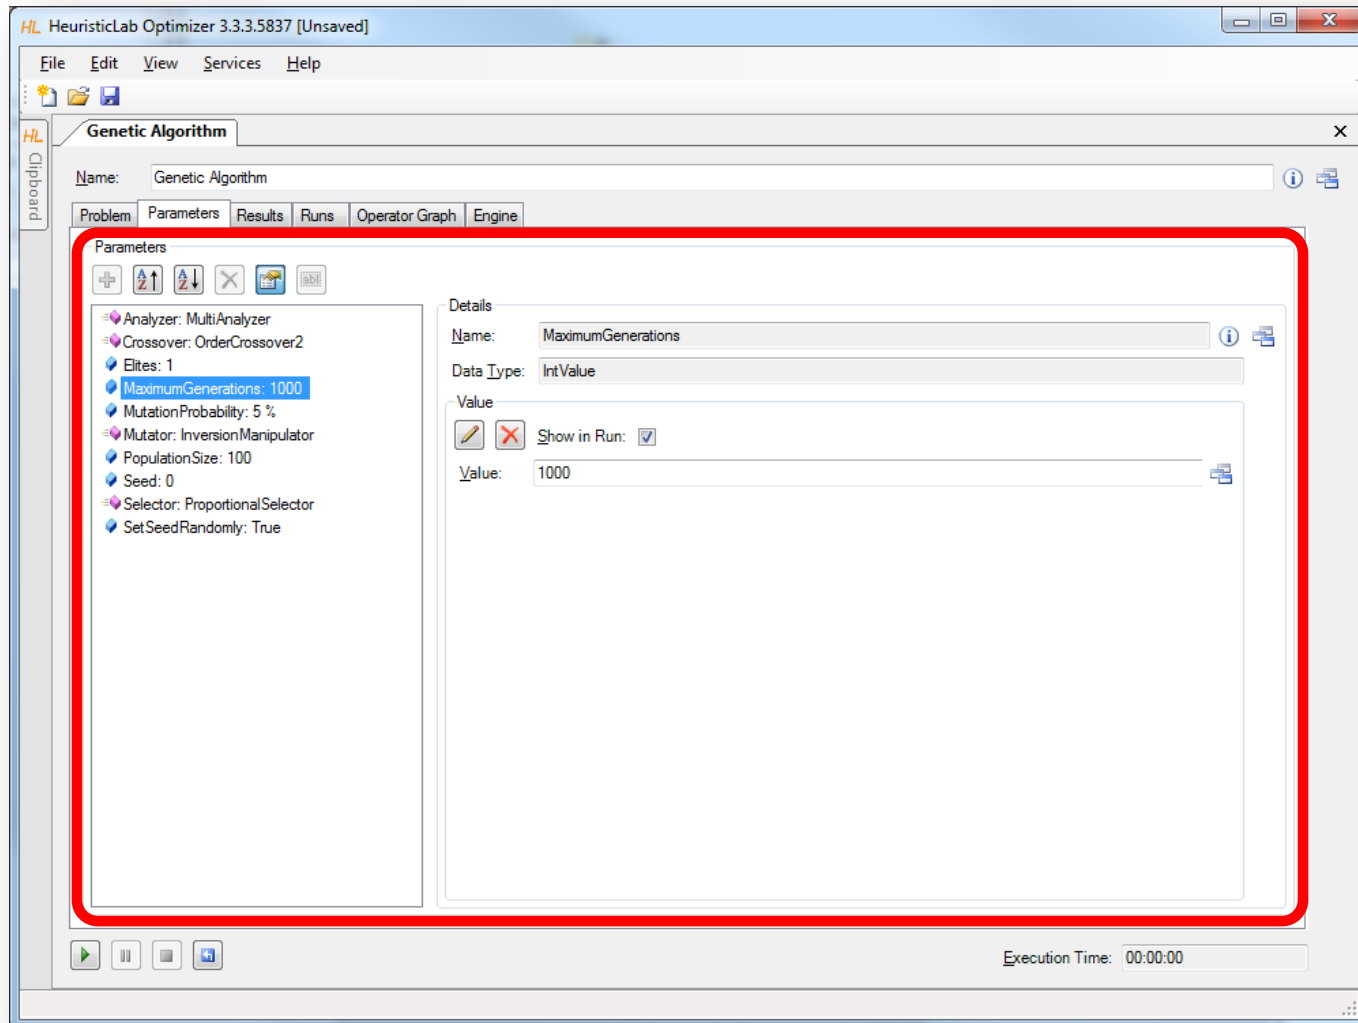 HL HeuristicLab Optimizer 3.3.3.5837 [Unsaved]
File Edit View Services Help
HL Clipboard
Genetic Algorithm
Name: Genetic Algorithm
Problem Parameters Results Runs Operator Graph Engine
Parameters
Analyzer: MultiAnalyzer
Crossover: OrderCrossover2
Elites: 1
MaximumGenerations: 1000
MutationProbability: 5 %
Mutator: InversionManipulator
PopulationSize: 100
Seed: 0
Selector: ProportionalSelector
SetSeedRandomly: True
Details
Name: MaximumGenerations
Data Type: IntValue
Value
Show in Run:
Value: 1000
Execution Time: 00:00:00